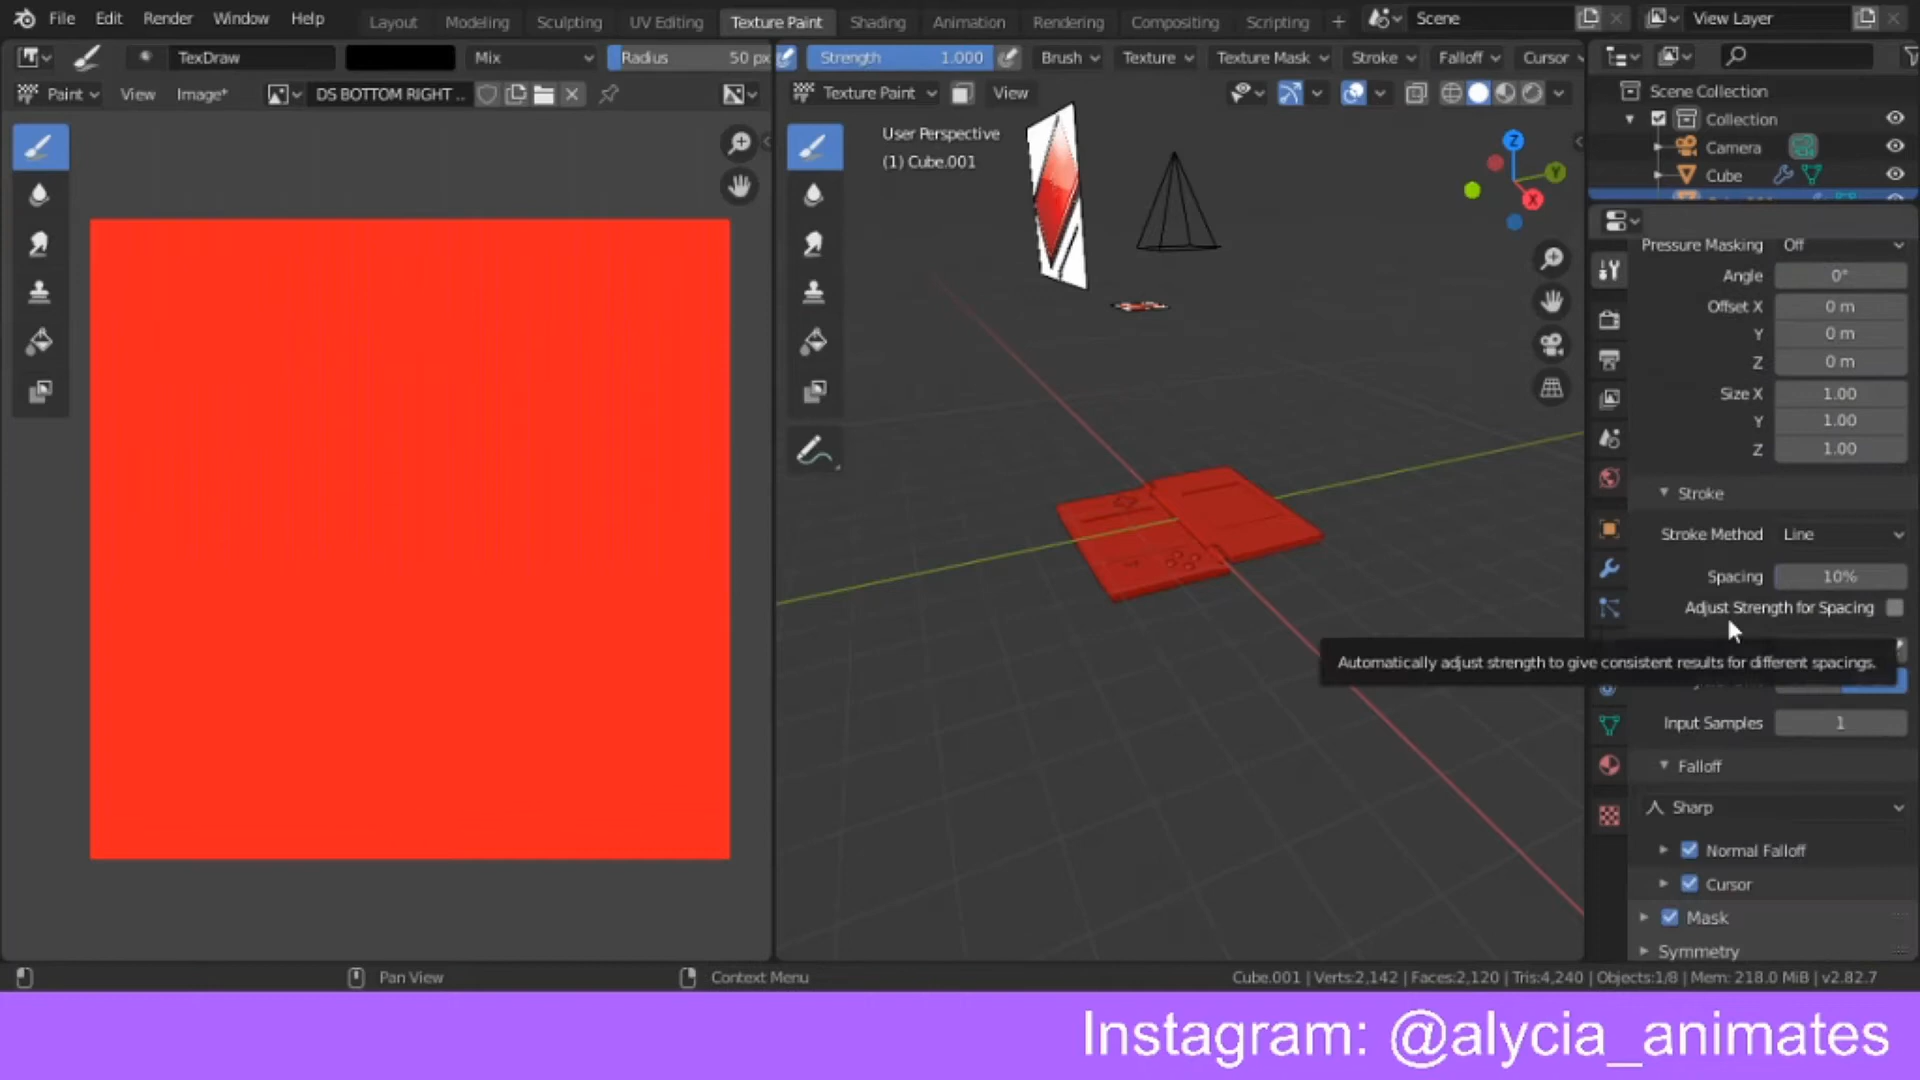 File Edit Render Window Help Layout Modeling Sculpting UV Editing Texture Paint Shading Animation Rendering Compositing Scripting + Scene View Layer
TexDraw Mix Radius 50 px Strength 1.000 Brush Texture Texture Mask Stroke Falloff Cursor
Paint View Image* DS BOTTOM RIGHT .. Texture Paint View
Scene Collection
Collection
Camera
Cube
User Perspective
(1) Cube.001
Z
Y
X
Pressure Masking Off
Angle 0°
Offset X 0 m
Y 0 m
Z 0 m
Size X 1.00
Y 1.00
Z 1.00
Stroke
Stroke Method Line
Spacing 10%
Adjust Strength for Spacing
Automatically adjust strength to give consistent results for different spacings.
Input Samples 1
Falloff
Sharp
Normal Falloff
Cursor
Mask
Symmetry
Pan View Context Menu Cube.001 | Verts:2,142 | Faces:2,120 | Tris:4,240 | Objects:1/8 | Mem: 218.0 MiB | v2.82.7
Instagram: @alycia_animates